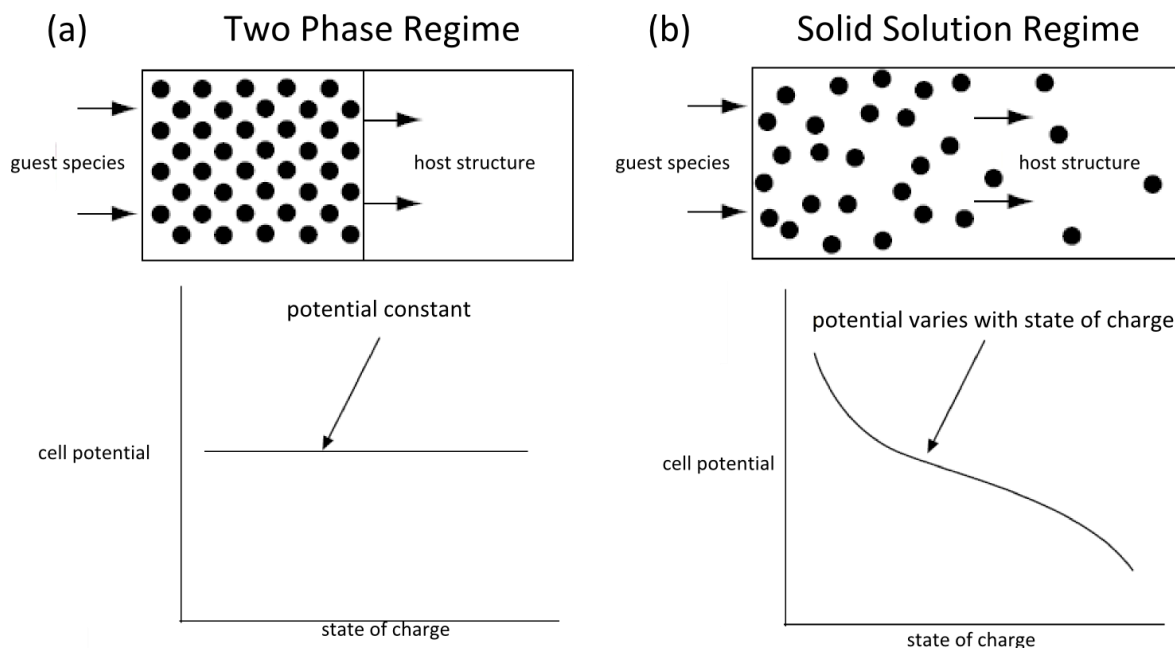 (a) Two Phase Regime
guest species
host structure
potential constant
cell potential
state of charge
(b) Solid Solution Regime
guest species
host structure
potential varies with state of charge
cell potential
state of charge